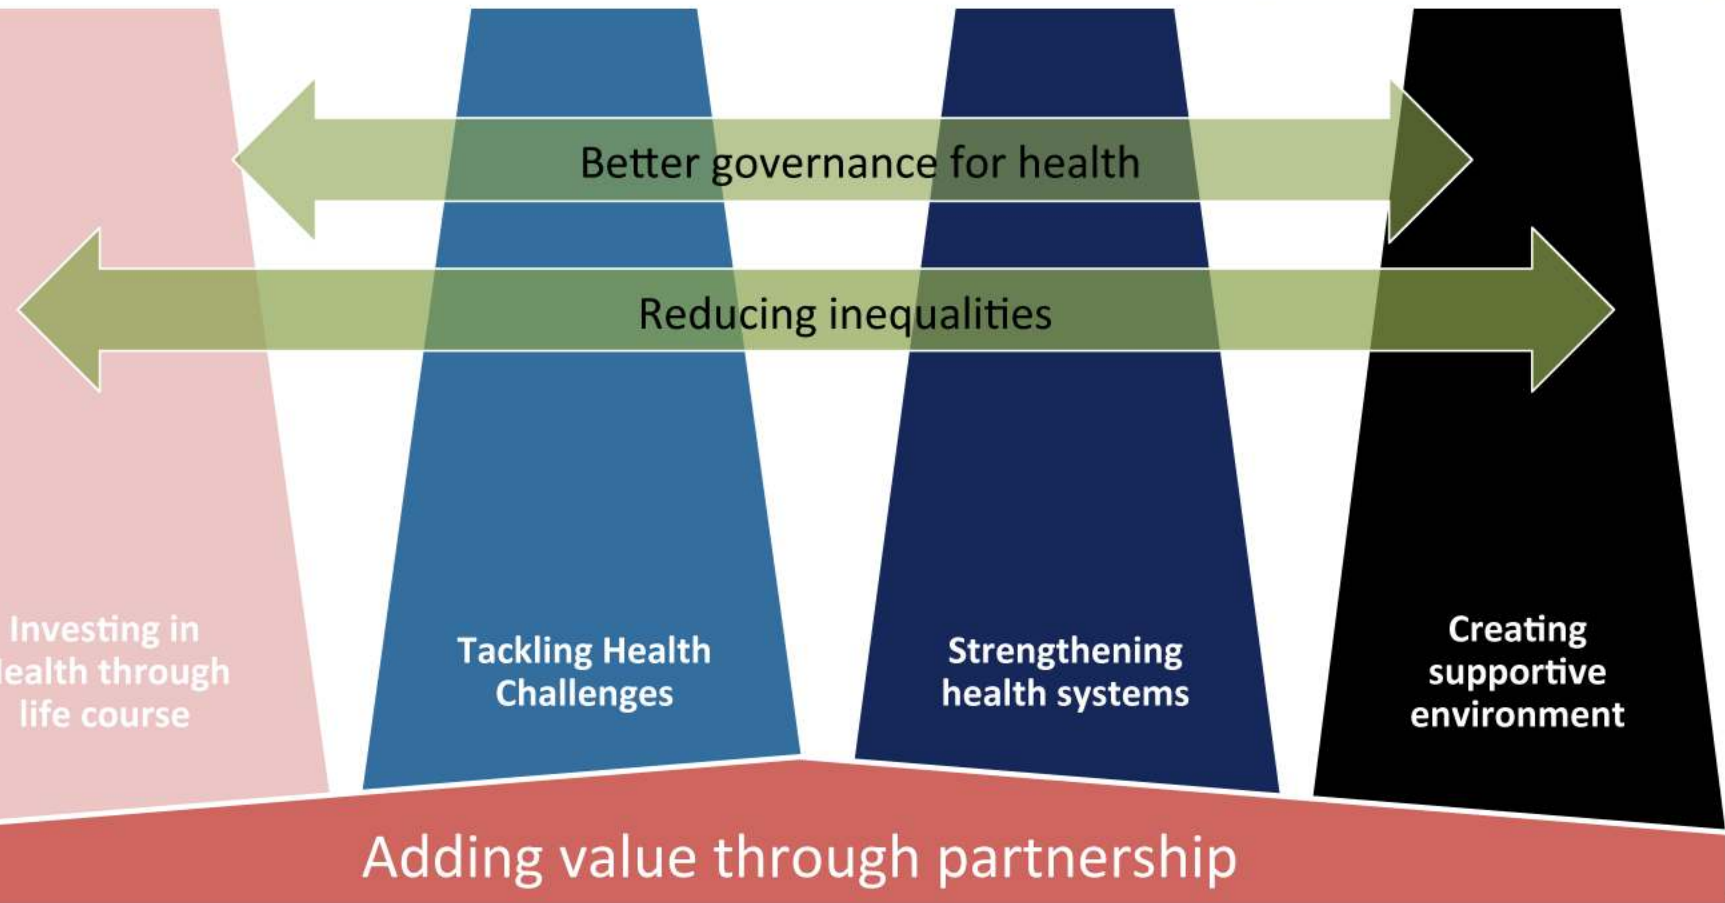 Better governance for health
Reducing inequalities
Investing in
ealth through
life course
Tackling Health
Challenges
Strengthening
health systems
Creating
supportive
environment
Adding value through partnership